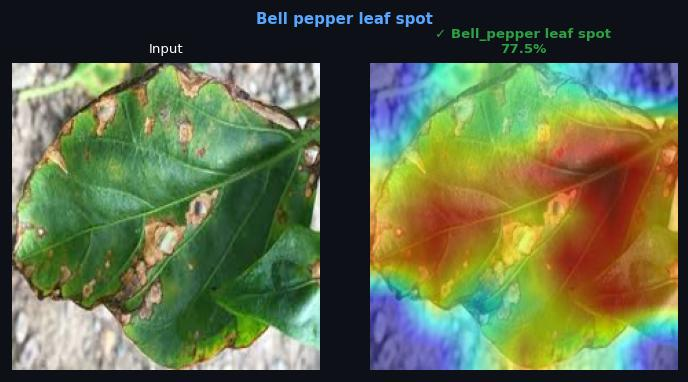 Bell pepper leaf spot
Input
✓ Bell_pepper leaf spot
77.5%